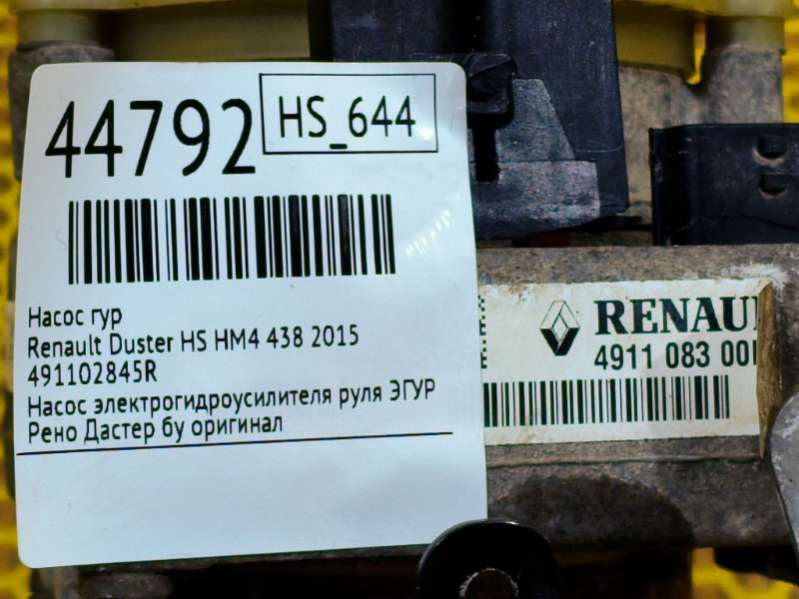 44792
HS_644
Насос гур
Renault Duster HS HM4 438 2015
491102845R
Насос электрогидроусилителя руля ЭГУР
Рено Дастер бу оригинал
RENAU
4911 083 00